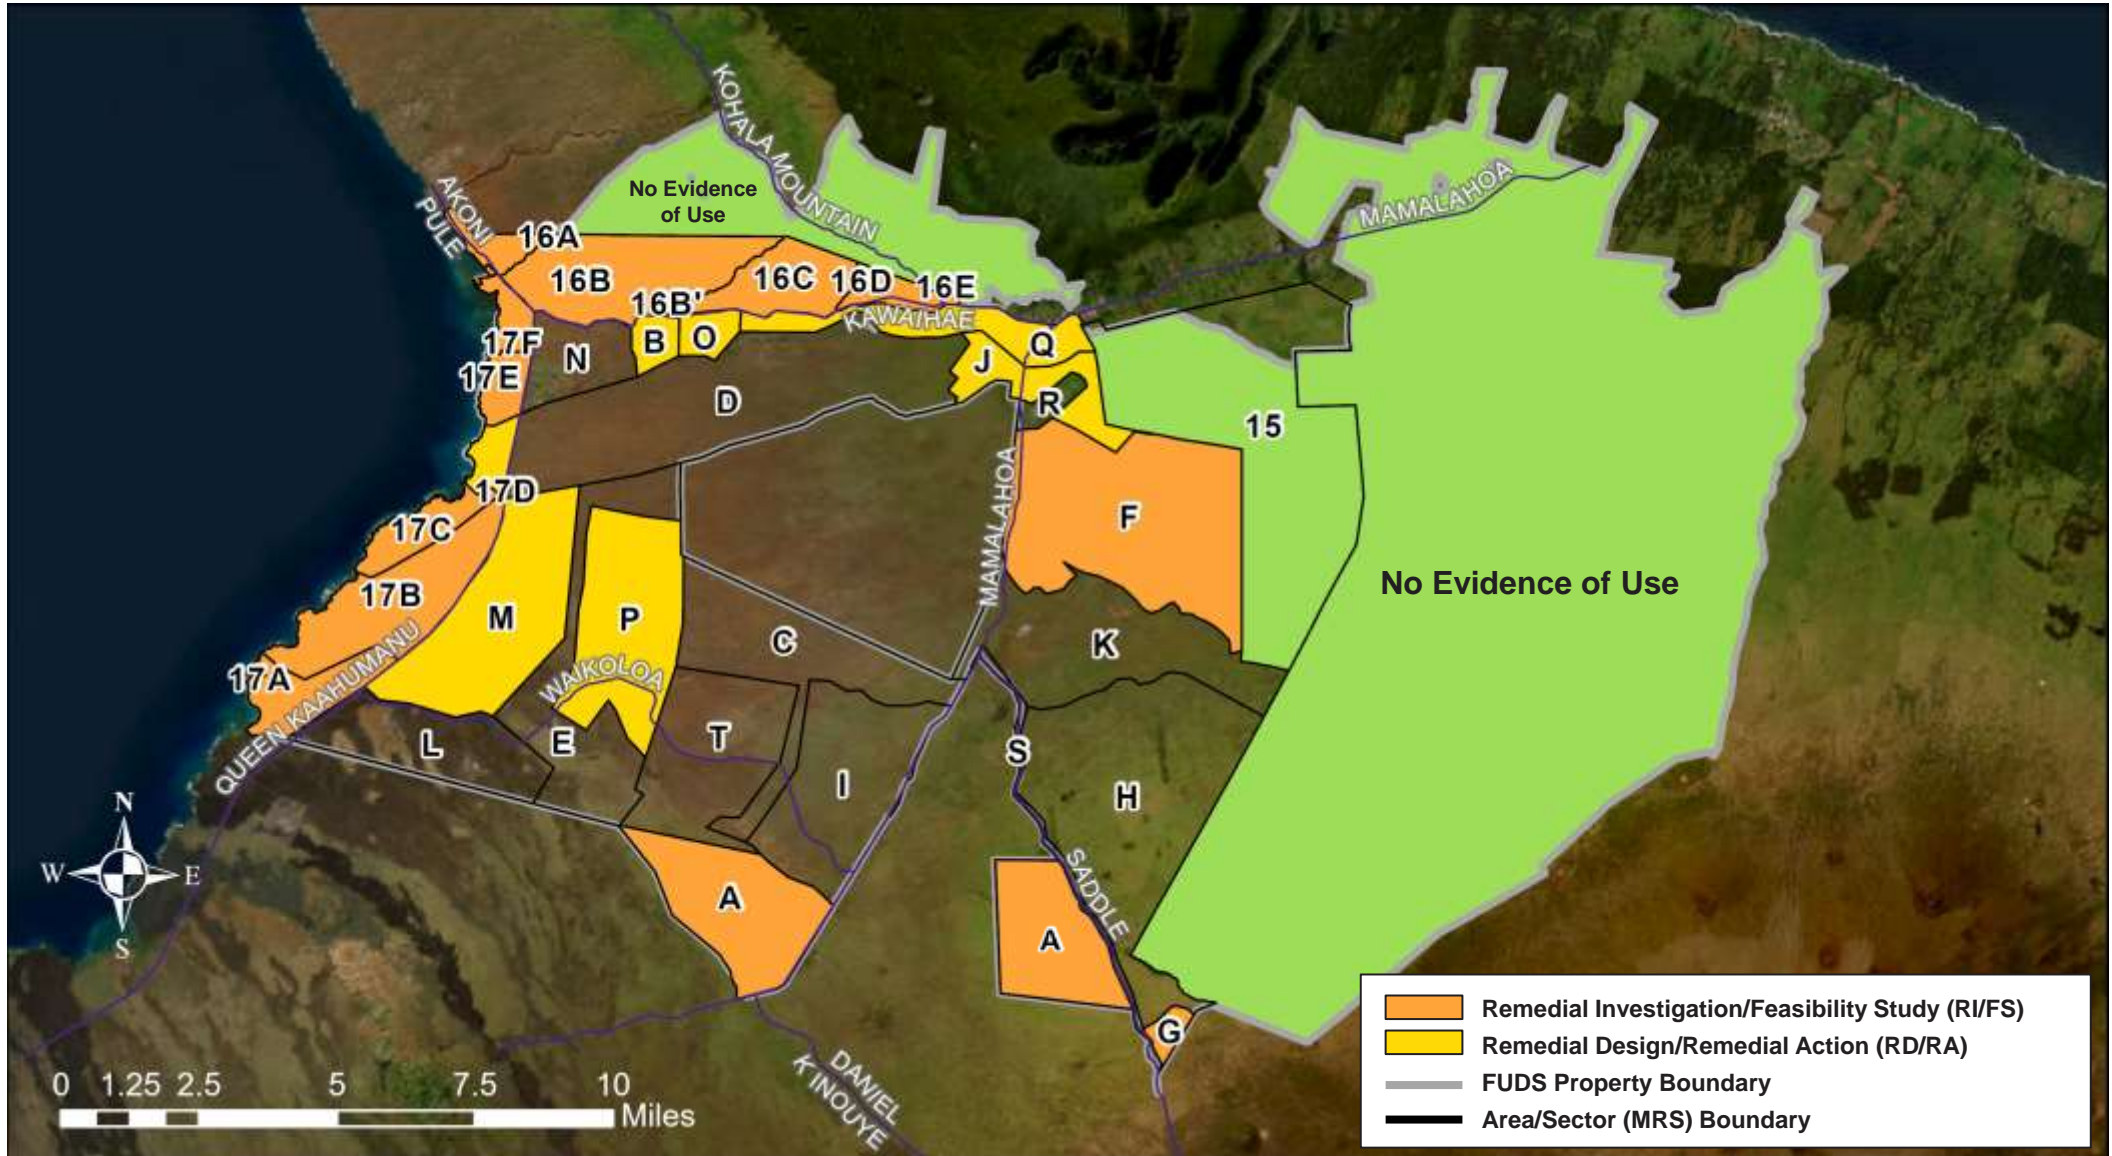 KOHALA MOUNTAIN
No Evidence
of Use
AKONI
PULE
MAMALAHOA
16A
16B
16C
16D
16E
16B'
KAWAIHAE
17F
17E
N
B
O
J
Q
R
D
15
17D
17C
17B
17A
M
P
C
MAMALAHOA
F
No Evidence of Use
K
WAIKOLOA
QUEEN KAAHUMANU
L
E
T
I
S
H
SADDLE
A
A
G
N
W
E
S
DANIEL
K INOUYE
0 1.25 2.5 5 7.5 10
Miles
Remedial Investigation/Feasibility Study (RI/FS)
Remedial Design/Remedial Action (RD/RA)
FUDS Property Boundary
Area/Sector (MRS) Boundary